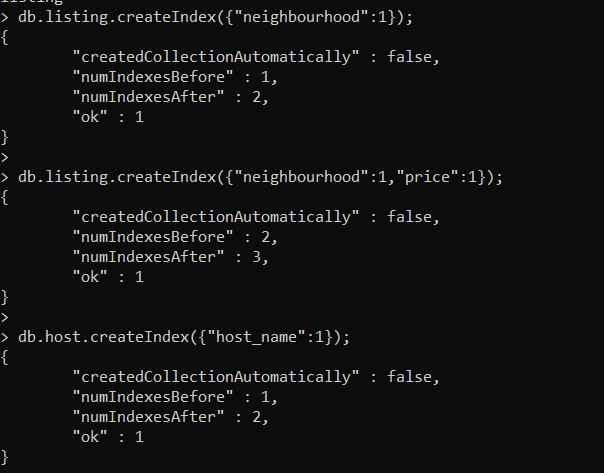 listing
> db.listing.createIndex({"neighbourhood":1});
{
        "createdCollectionAutomatically" : false,
        "numIndexesBefore" : 1,
        "numIndexesAfter" : 2,
        "ok" : 1
}
>
> db.listing.createIndex({"neighbourhood":1,"price":1});
{
        "createdCollectionAutomatically" : false,
        "numIndexesBefore" : 2,
        "numIndexesAfter" : 3,
        "ok" : 1
}
>
> db.host.createIndex({"host_name":1});
{
        "createdCollectionAutomatically" : false,
        "numIndexesBefore" : 1,
        "numIndexesAfter" : 2,
        "ok" : 1
}